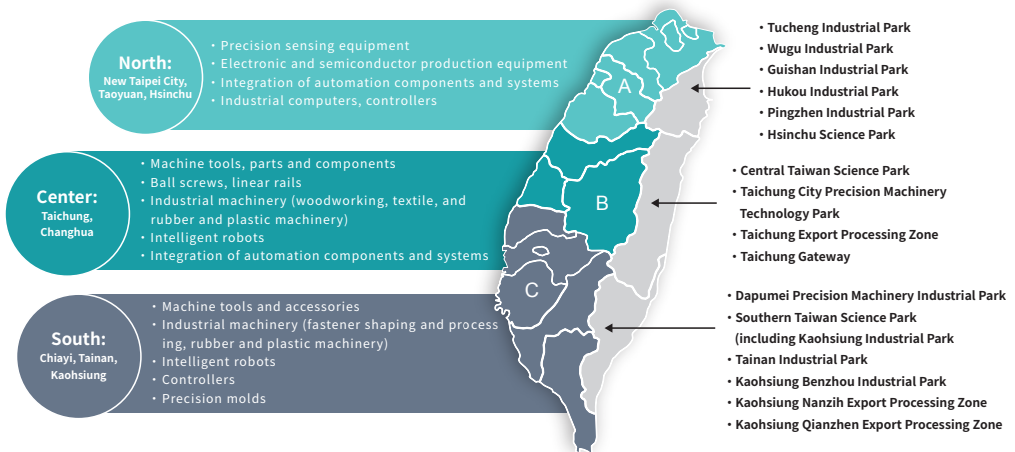 North:
New Taipei City,
Taoyuan, Hsinchu
• Precision sensing equipment
• Electronic and semiconductor production equipment
• Integration of automation components and systems
• Industrial computers, controllers
A
• Tucheng Industrial Park
• Wugu Industrial Park
• Guishan Industrial Park
• Hukou Industrial Park
• Pingzhen Industrial Park
• Hsinchu Science Park
Center:
Taichung,
Changhua
• Machine tools, parts and components
• Ball screws, linear rails
• Industrial machinery (woodworking, textile, and
rubber and plastic machinery)
• Intelligent robots
• Integration of automation components and systems
B
• Central Taiwan Science Park
• Taichung City Precision Machinery
Technology Park
• Taichung Export Processing Zone
• Taichung Gateway
South:
Chiayi, Tainan,
Kaohsiung
• Machine tools and accessories
• Industrial machinery (fastener shaping and process
ing, rubber and plastic machinery)
• Intelligent robots
• Controllers
• Precision molds
C
• Dapumei Precision Machinery Industrial Park
• Southern Taiwan Science Park
(including Kaohsiung Industrial Park
• Tainan Industrial Park
• Kaohsiung Benzhou Industrial Park
• Kaohsiung Nanzih Export Processing Zone
• Kaohsiung Qianzhen Export Processing Zone